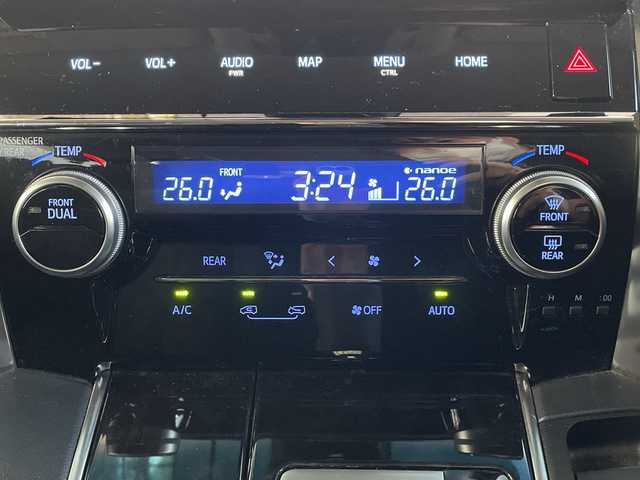 VOL- VOL+ AUDIO MAP MENU HOME
PWR CTRL
PASSENGER
REAR
TEMP
TEMP
FRONT
nanoe
26.0 3:24 26.0
FRONT
DUAL
FRONT
REAR
REAR < >
A/C OFF AUTO
H M :00